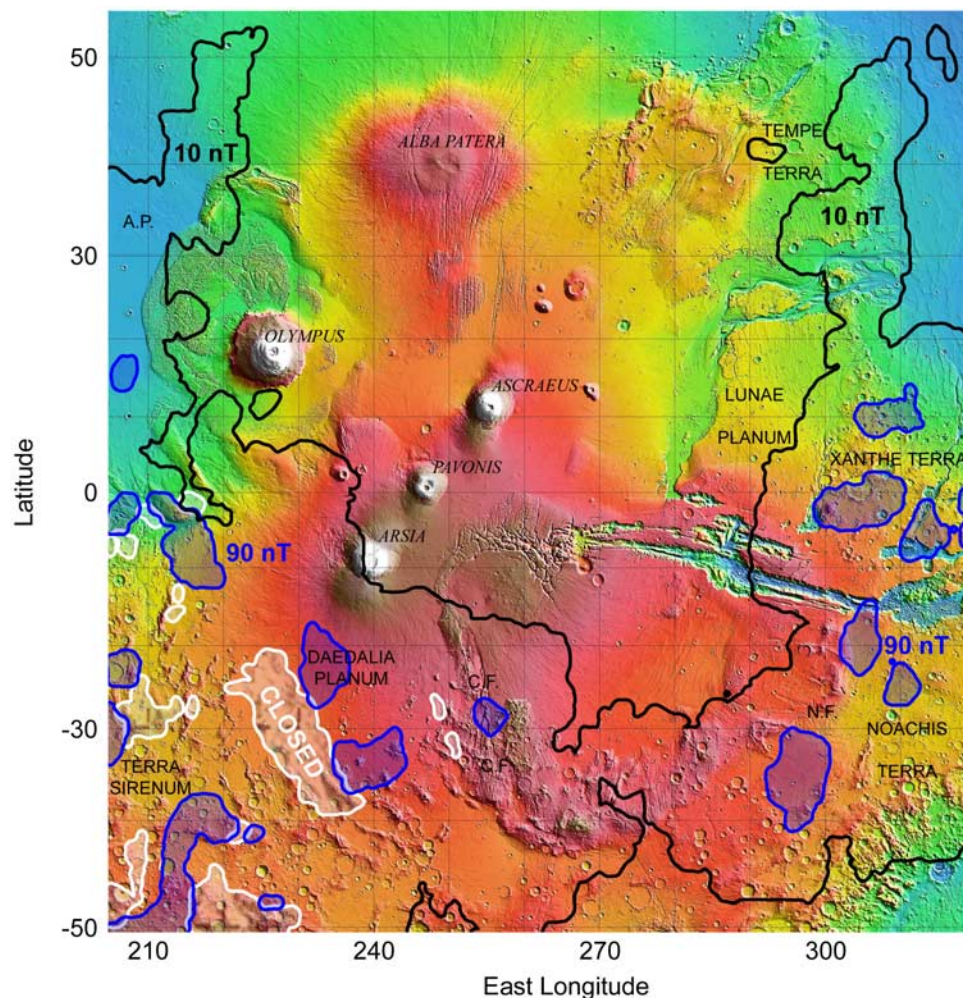 50
TEMPE
ALBA PATERA
10 nT
TERRA
A.P.
10 nT
30
OLYMPUS
ASCRAEUS
LUNAE
PLANUM
PAVONIS
XANTHE TERRA
0
ARSIA
90 nT
90 nT
DAEDALIA
PLANUM
C.F.
CLOSED
N.F.
-30
NOACHIS
C.F.
TERRA
SIRENUM
TERRA
-50
210
240
270
300
East Longitude
Latitude